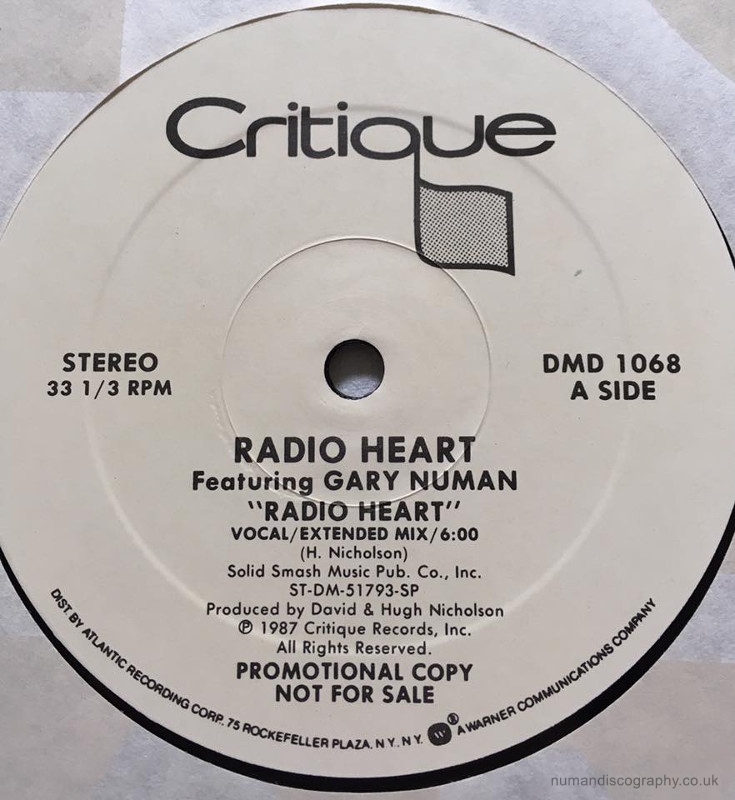 Critique
STEREO
33 1/3 RPM
DMD 1068
A SIDE
RADIO HEART
Featuring GARY NUMAN
"RADIO HEART"
VOCAL/EXTENDED MIX/6:00
(H. Nicholson)
Solid Smash Music Pub. Co., Inc.
ST-DM-51793-SP
Produced by David & Hugh Nicholson
℗ 1987 Critique Records, Inc.
All Rights Reserved.
PROMOTIONAL COPY
NOT FOR SALE
DIST. BY ATLANTIC RECORDING CORP. 75 ROCKEFELLER PLAZA. N.Y., N.Y. W ® A WARNER COMMUNICATIONS COMPANY
numandiscography.co.uk